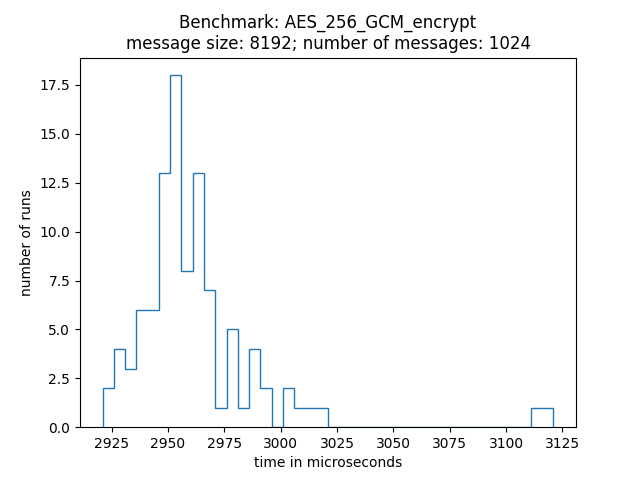 Benchmark: AES_256_GCM_encrypt
message size: 8192; number of messages: 1024
17.5
15.0
12.5
10.0
7.5
5.0
2.5
0.0
number of runs
2925 2950 2975 3000 3025 3050 3075 3100 3125
time in microseconds